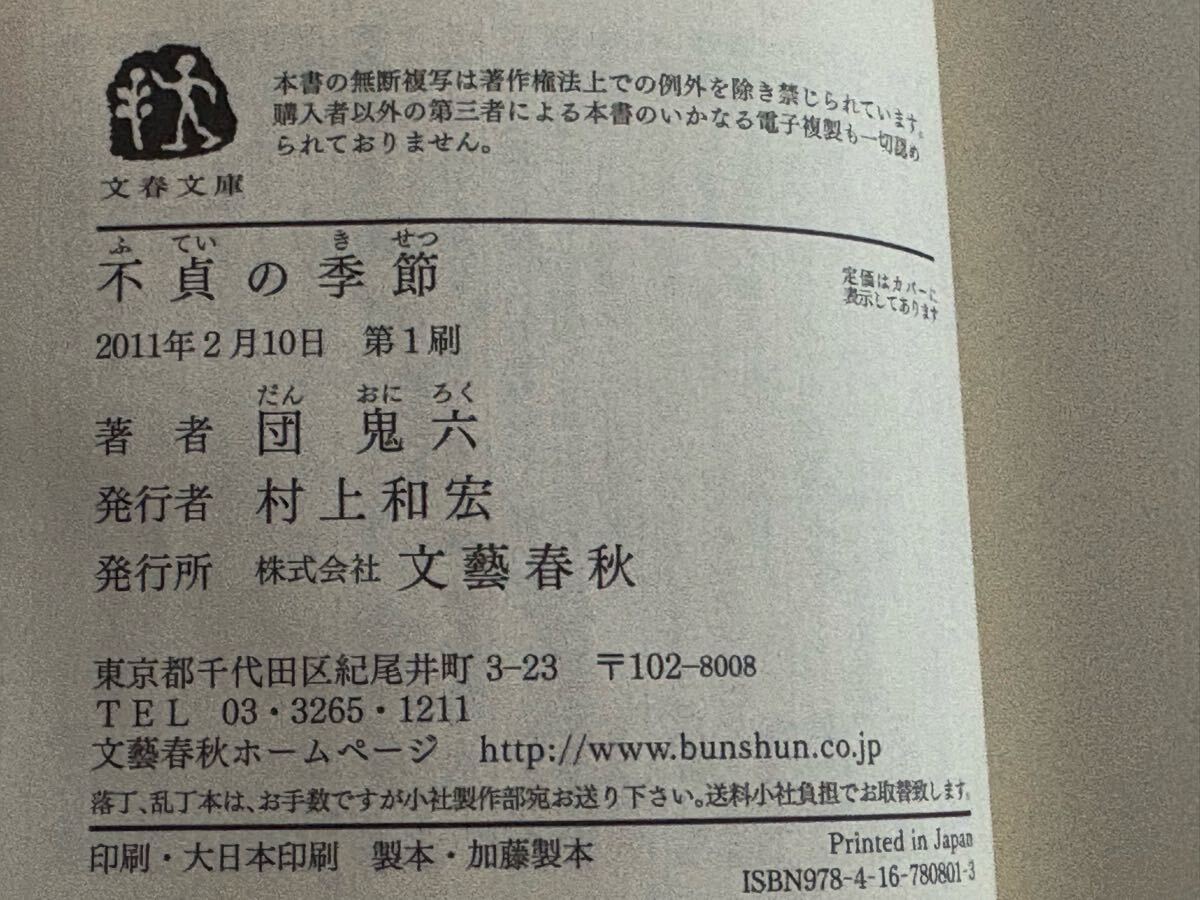 本書の無断複写は著作権法上での例外を除き禁じられています。
購入者以外の第三者による本書のいかなる電子複製も一切認め
られておりません。
文春文庫
ふ てい き せつ
不貞の季節
定価はカバーに
表示してあります
2011年2月10日 第1刷
だん おに ろく
著者 団 鬼六
発行者 村上和宏
発行所 株式会社 文藝春秋
東京都千代田区紀尾井町 3-23 〒102-8008
TEL 03・3265・1211
文藝春秋ホームページ http://www.bunshun.co.jp
落丁、乱丁本は、お手数ですが小社製作部宛お送り下さい。送料小社負担でお取替致します。
印刷・大日本印刷 製本・加藤製本
Printed in Japan
ISBN978-4-16-780801-3